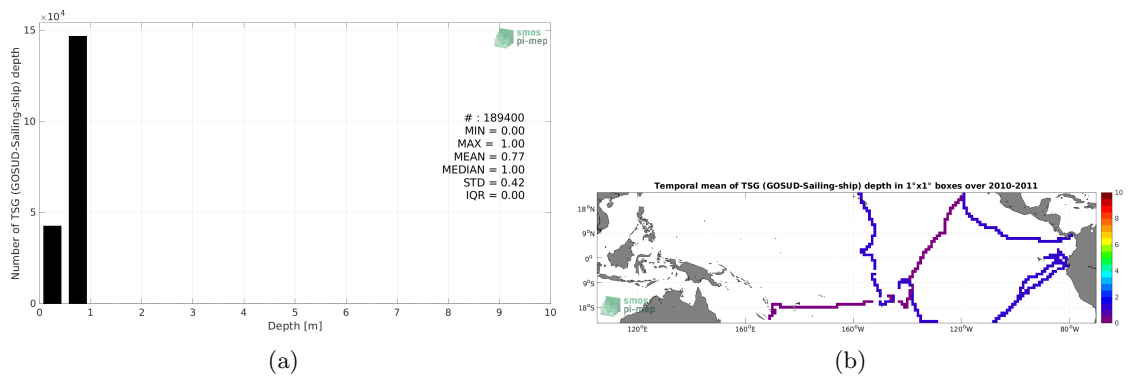 ×10⁴
15
10
5
0
Number of TSG (GOSUD-Sailing-ship) depth
smos
pi-mep
# : 189400
MIN = 0.00
MAX = 1.00
MEAN = 0.77
MEDIAN = 1.00
STD = 0.42
IQR = 0.00
0 1 2 3 4 5 6 7 8 9 10
Depth [m]
(a)
Temporal mean of TSG (GOSUD-Sailing-ship) depth in 1°x1° boxes over 2010-2011
18°N
9°N
0°
9°S
18°S
smos
pi-mep
120°E 160°E 160°W 120°W 80°W
10
8
6
4
2
0
(b)